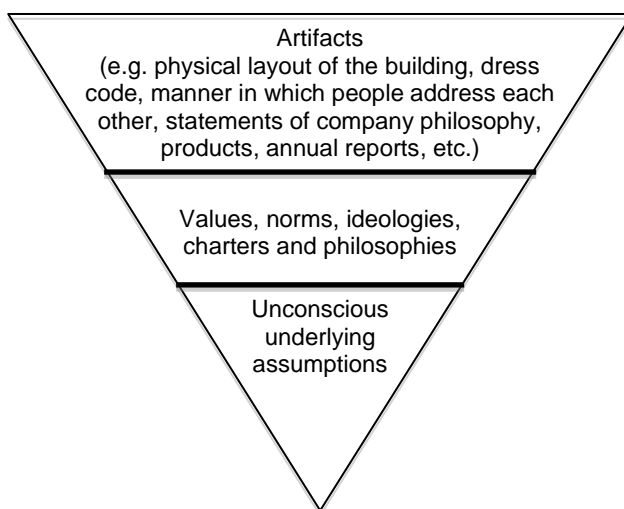 Artifacts
(e.g. physical layout of the building, dress
code, manner in which people address each
other, statements of company philosophy,
products, annual reports, etc.)
Values, norms, ideologies,
charters and philosophies
Unconscious
underlying
assumptions